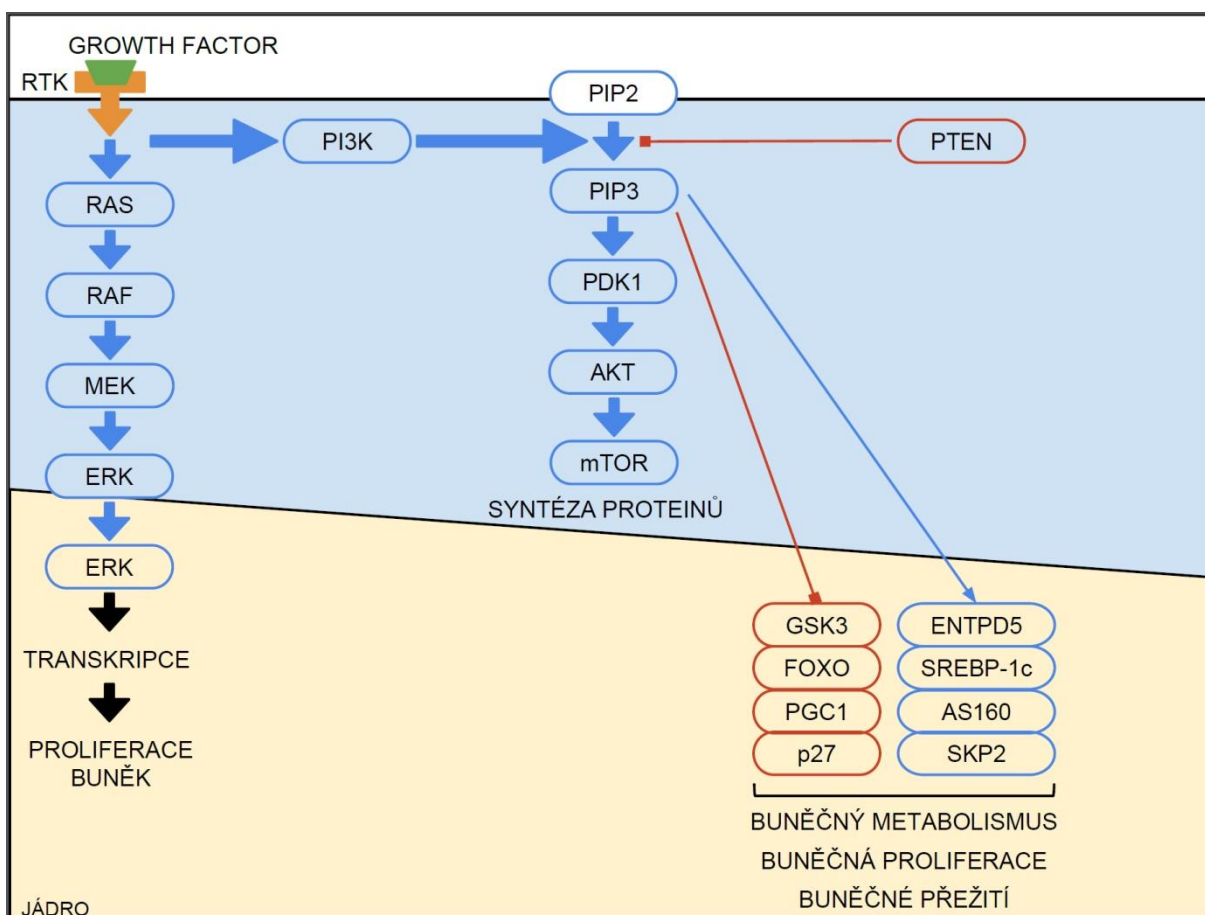 GROWTH FACTOR
RTK
PIP2
PI3K
PTEN
RAS
PIP3
RAF
PDK1
MEK
AKT
ERK
mTOR
SYNTÉZA PROTEINŮ
ERK
TRANSKRIPCE
PROLIFERACE
BUNĚK
GSK3
ENTPD5
FOXO
SREBP-1c
PGC1
AS160
p27
SKP2
BUNĚČNÝ METABOLISMUS
BUNĚČNÁ PROLIFERACE
BUNĚČNÉ PŘEŽITÍ
JÁDRO